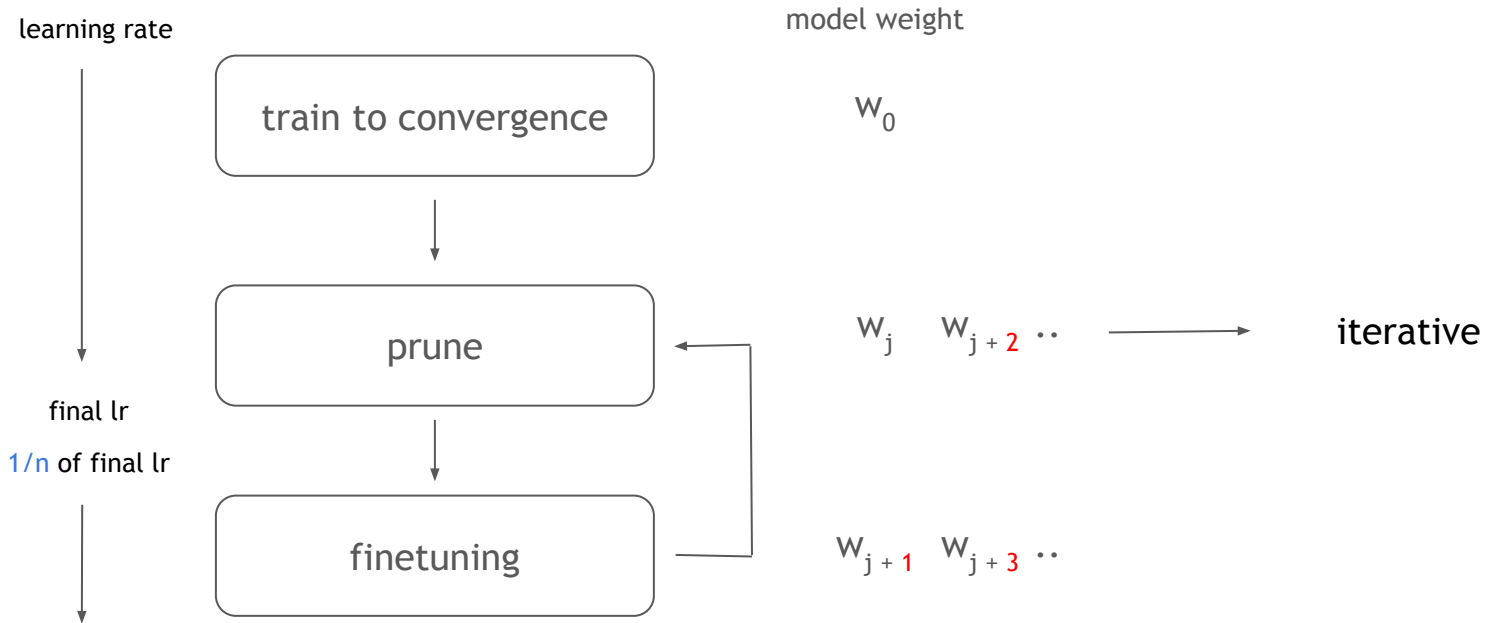 model weight
learning rate
train to convergence
W0
prune
Wj Wj + 2 ..
iterative
final lr
1/n of final lr
finetuning
Wj + 1 Wj + 3 ..